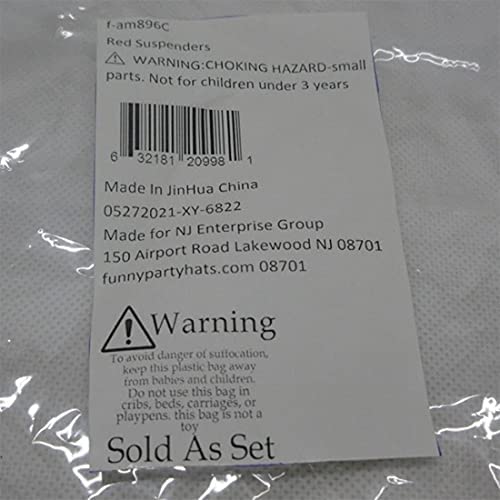 f-am896C
Red Suspenders
⚠ WARNING:CHOKING HAZARD-small
parts. Not for children under 3 years
6 32181 20998 1
Made In JinHua China
05272021-XY-6822
Made for NJ Enterprise Group
150 Airport Road Lakewood NJ 08701
funnypartyhats.com 08701
⚠Warning
To avoid danger of suffocation,
keep this plastic bag away
from babies and children.
Do not use this bag in
cribs, beds, carriages, or
playpens. this bag is not a
toy
Sold As Set